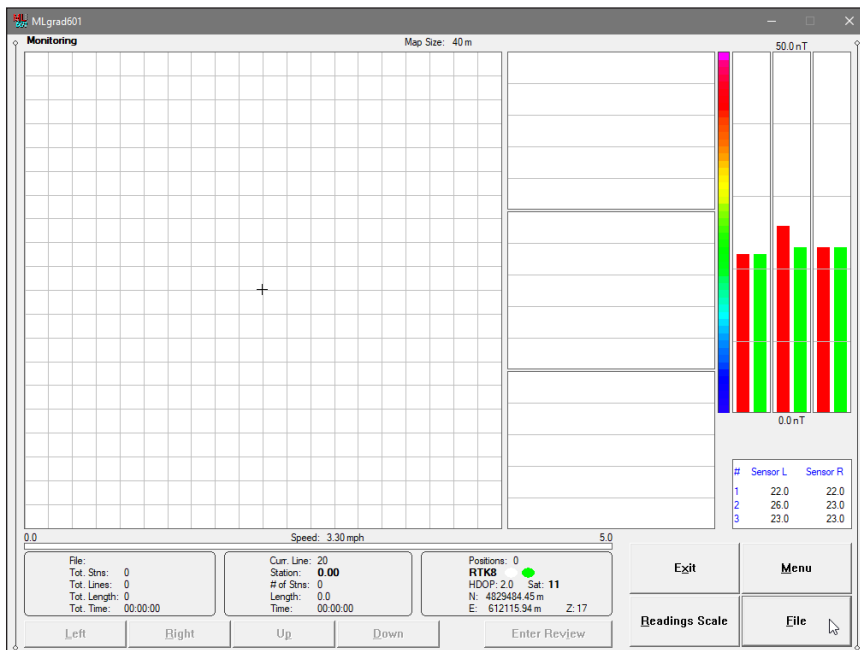 MLgrad601
Monitoring
Map Size: 40 m
50.0 nT
0.0 nT
# Sensor L Sensor R
1 22.0 22.0
2 26.0 23.0
3 23.0 23.0
0.0 Speed: 3.30 mph 5.0
File:
Tot. Stns: 0
Tot. Lines: 0
Tot. Length: 0
Tot. Time: 00:00:00
Curr. Line: 20
Station: 0.00
# of Stns: 0
Length: 0.0
Time: 00:00:00
Positions: 0
RTK8
HDOP: 2.0 Sat: 11
N: 4829484.45 m
E: 612115.94 m Z: 17
Exit
Menu
Readings Scale
File
Left
Right
Up
Down
Enter Review